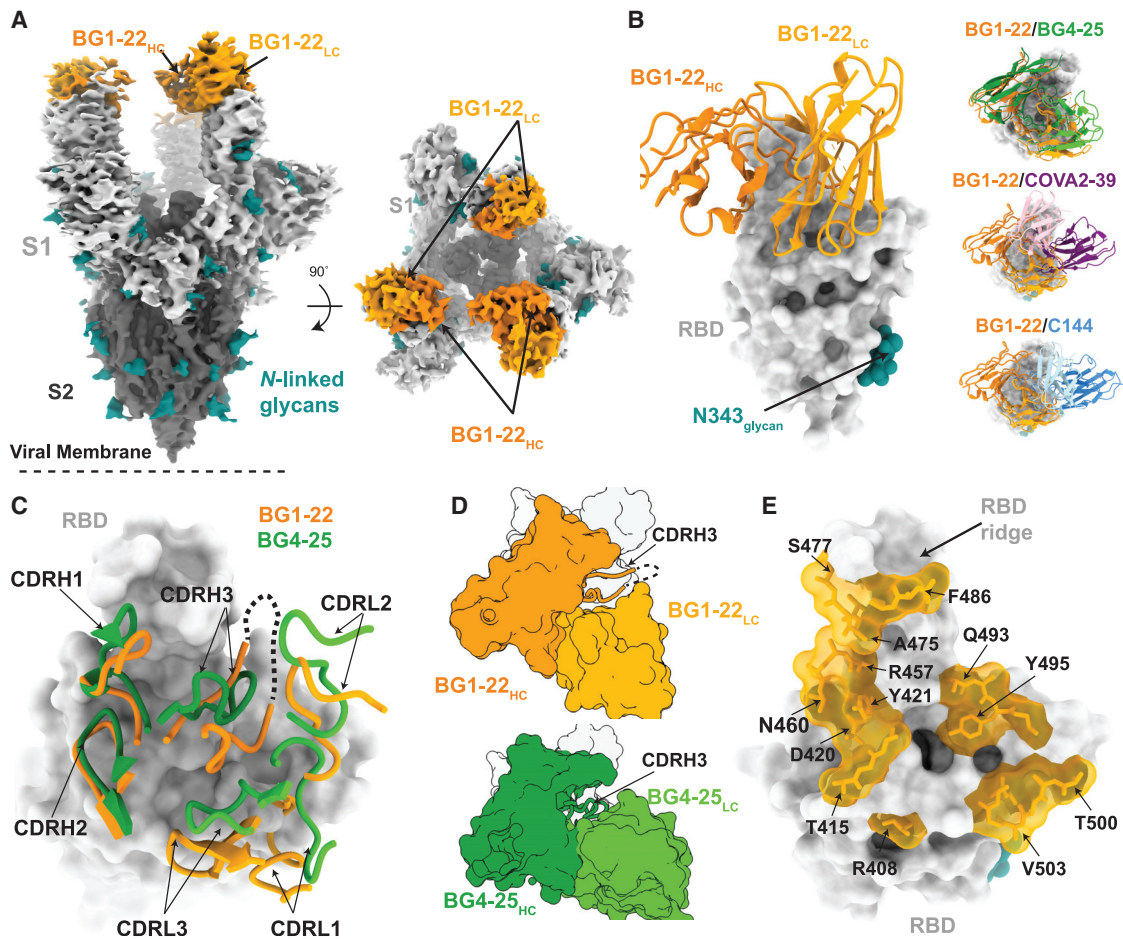 A
BG1-22HC
BG1-22LC
S1
S2
N-linked
glycans
Viral Membrane
90°
BG1-22LC
S1
BG1-22HC
B
BG1-22LC
BG1-22HC
RBD
N343glycan
BG1-22/BG4-25
BG1-22/COVA2-39
BG1-22/C144
C
RBD
BG1-22
BG4-25
CDRH1
CDRH3
CDRL2
CDRH2
CDRL3
CDRL1
D
CDRH3
BG1-22LC
BG1-22HC
CDRH3
BG4-25LC
BG4-25HC
E
RBD
ridge
S477
F486
A475
Q493
R457
Y495
Y421
N460
D420
T415
T500
R408
V503
RBD